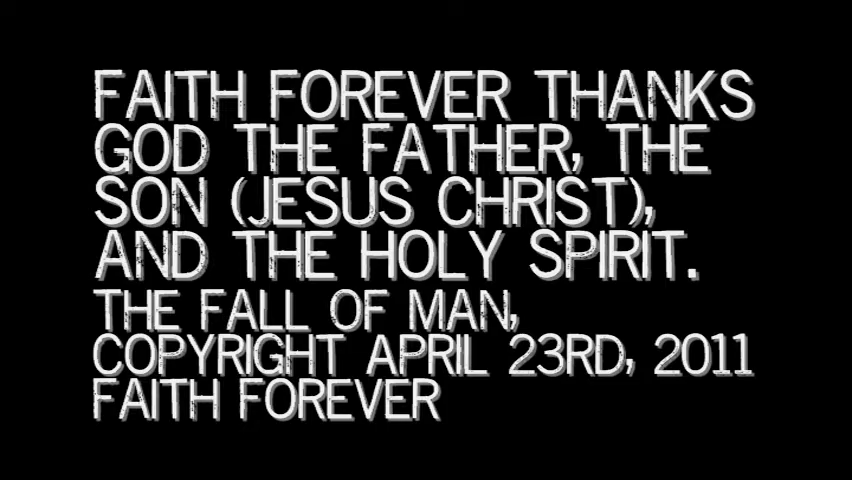 FAITH FOREVER THANKS
GOD THE FATHER, THE
SON (JESUS CHRIST),
AND THE HOLY SPIRIT.
THE FALL OF MAN,
COPYRIGHT APRIL 23RD, 2011
FAITH FOREVER